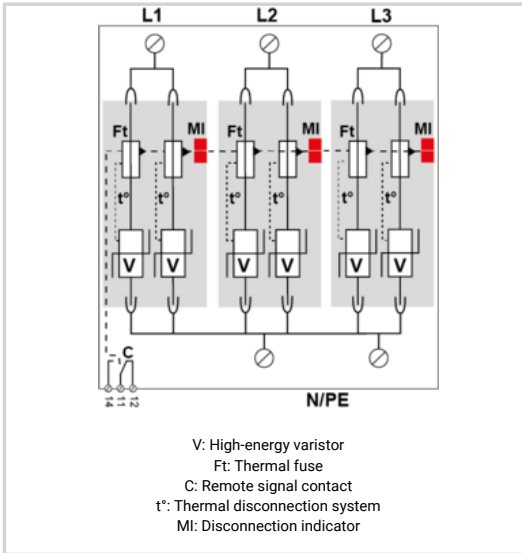 L1 L2 L3
Ft MI Ft MI Ft MI
t° t° t° t° t° t°
V V V V V V
C
14 11 12
N/PE
V: High-energy varistor
Ft: Thermal fuse
C: Remote signal contact
t°: Thermal disconnection system
MI: Disconnection indicator